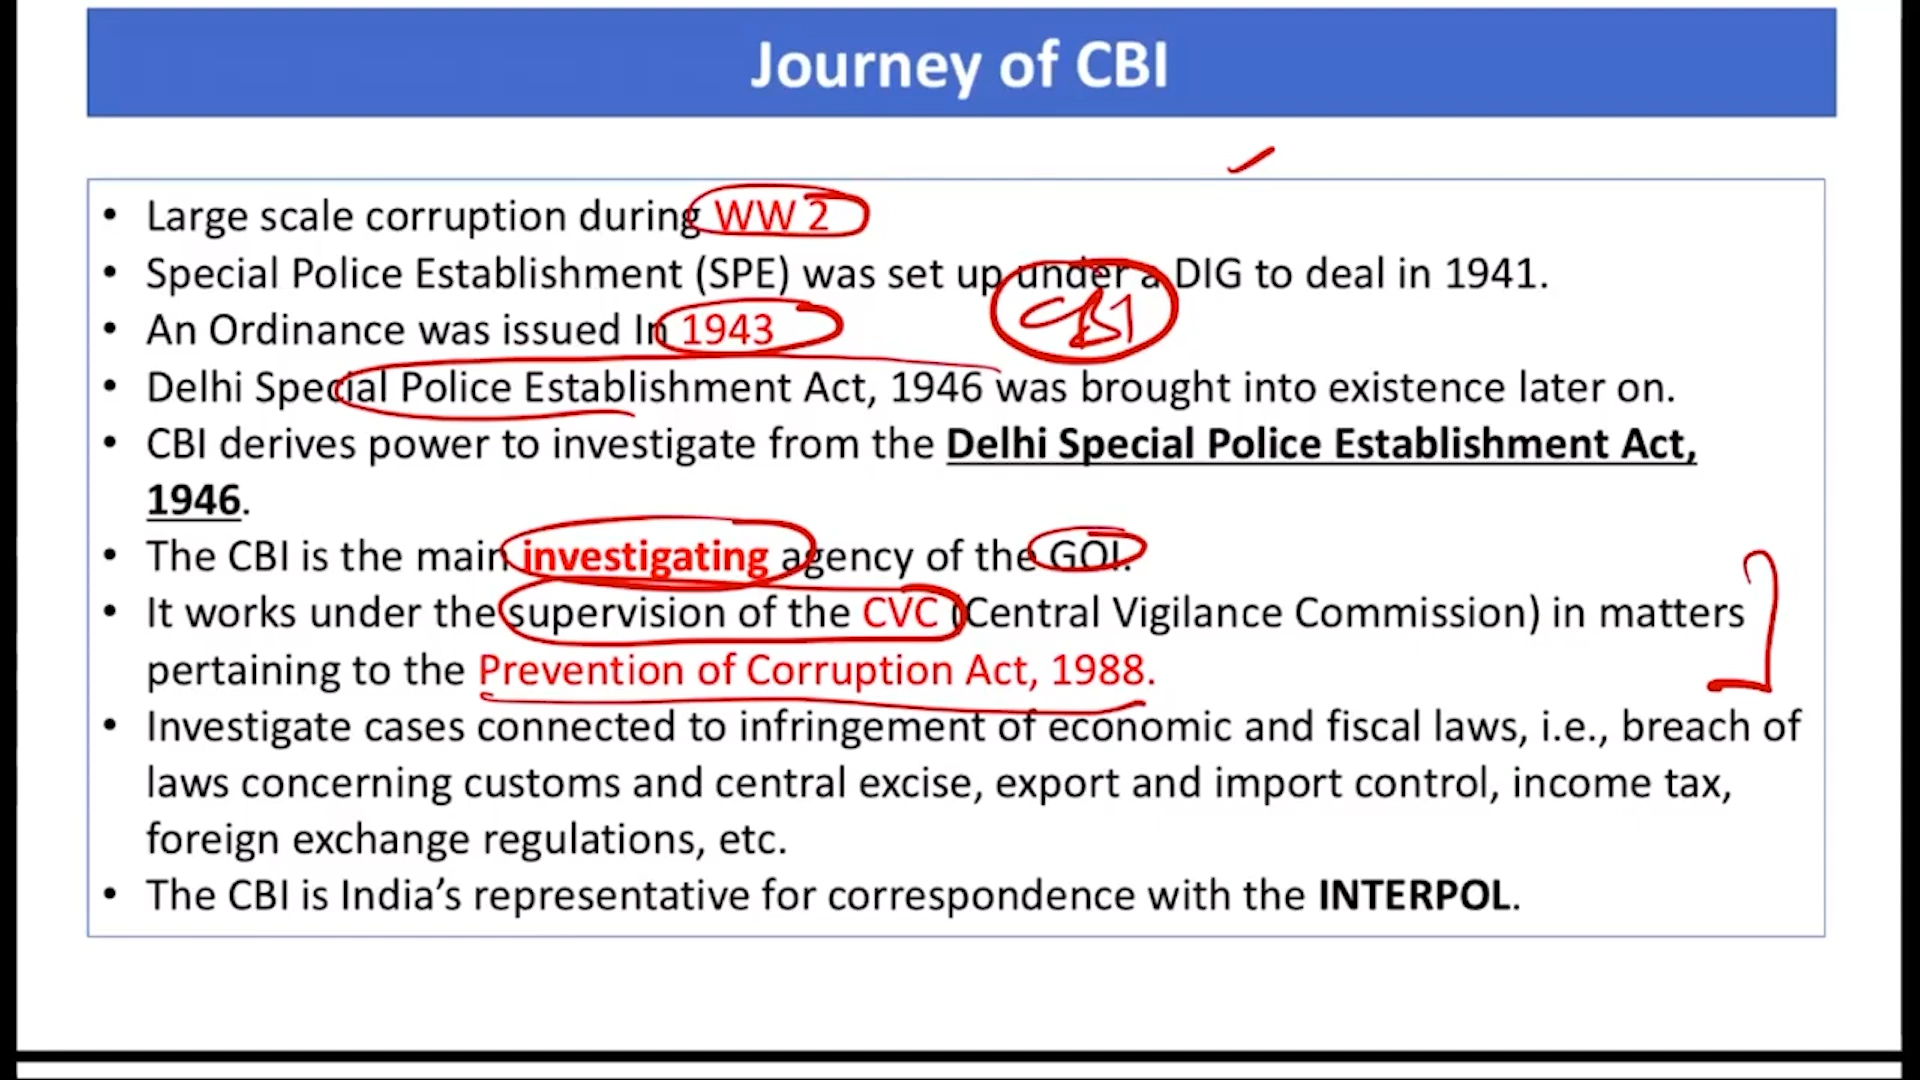 Journey of CBI
• Large scale corruption during WW 2
• Special Police Establishment (SPE) was set up under a DIG to deal in 1941.
CBI
• An Ordinance was issued In 1943
• Delhi Special Police Establishment Act, 1946 was brought into existence later on.
• CBI derives power to investigate from the Delhi Special Police Establishment Act,
1946.
• The CBI is the main investigating agency of the GOI.
• It works under the supervision of the CVC (Central Vigilance Commission) in matters
pertaining to the Prevention of Corruption Act, 1988.
• Investigate cases connected to infringement of economic and fiscal laws, i.e., breach of
laws concerning customs and central excise, export and import control, income tax,
foreign exchange regulations, etc.
• The CBI is India’s representative for correspondence with the INTERPOL.